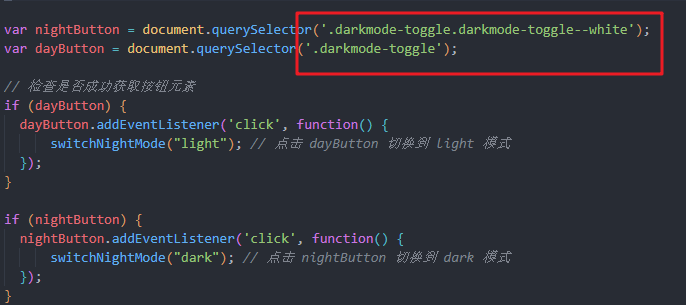 var nightButton = document.querySelector('.darkmode-toggle.darkmode-toggle--white');
var dayButton = document.querySelector('.darkmode-toggle');
// 检查是否成功获取按钮元素
if (dayButton) {
dayButton.addEventListener('click', function() {
switchNightMode("light"); // 点击 dayButton 切换到 light 模式
});
}
if (nightButton) {
nightButton.addEventListener('click', function() {
switchNightMode("dark"); // 点击 nightButton 切换到 dark 模式
});
}